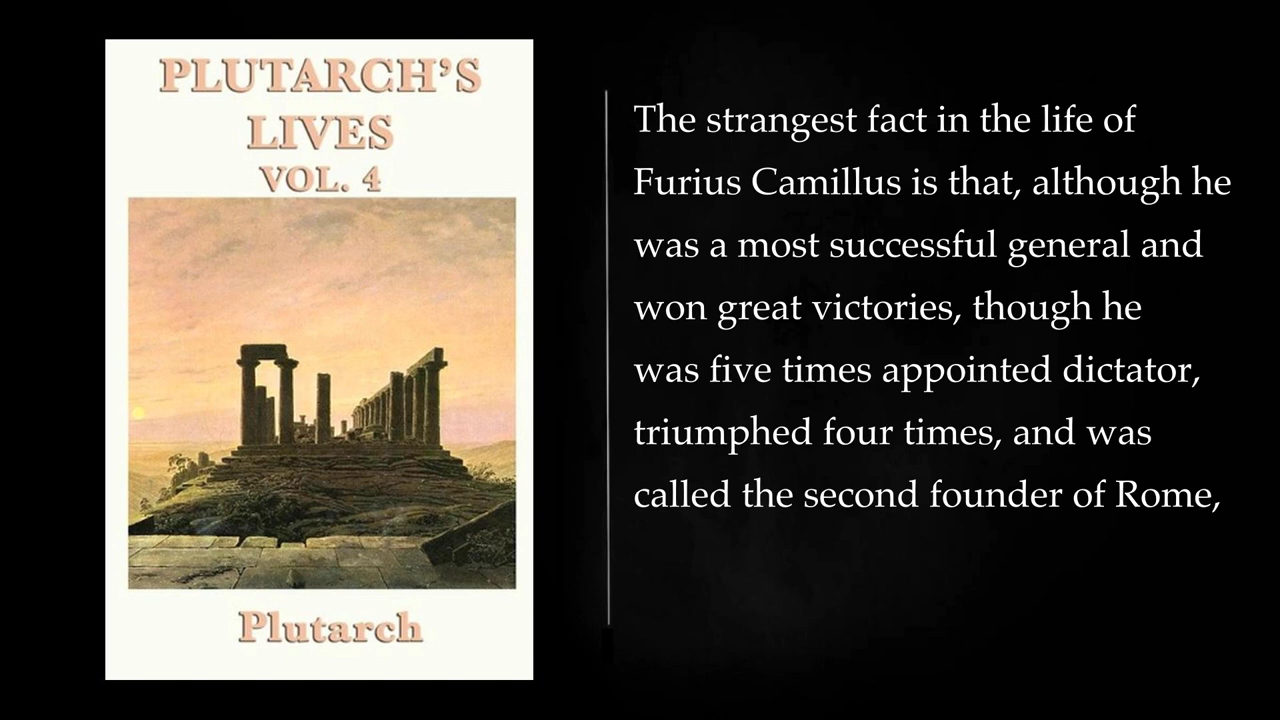 PLUTARCH'S
LIVES
VOL. 4
Plutarch
The strangest fact in the life of
Furius Camillus is that, although he
was a most successful general and
won great victories, though he
was five times appointed dictator,
triumphed four times, and was
called the second founder of Rome,